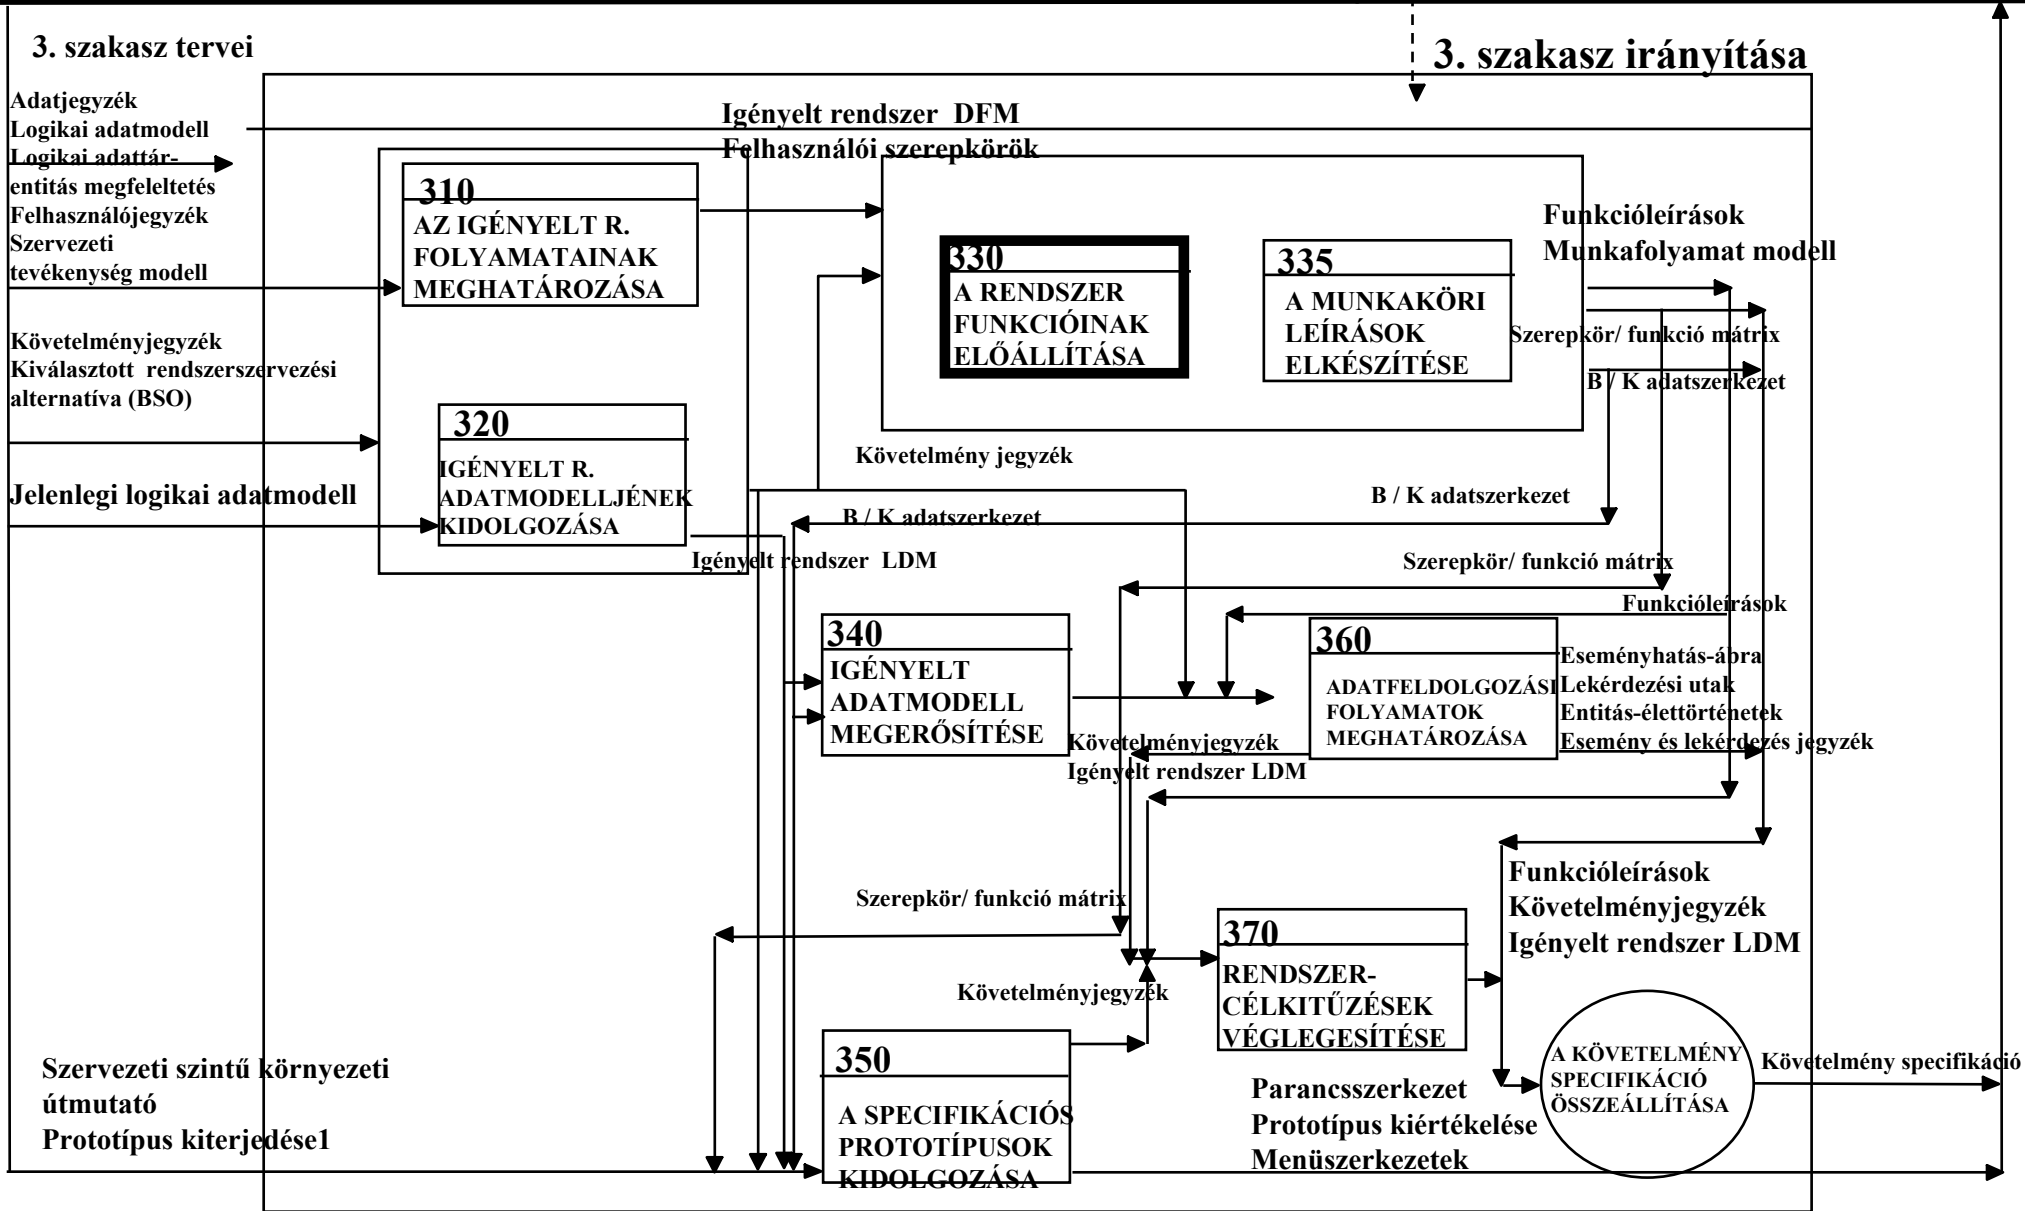 3. szakasz tervei
3. szakasz irányítása
Adatjegyzék
Logikai adatmodell
Logikai adattár-
entitás megfeleltetés
Felhasználójegyzék
Szervezeti
tevékenység modell
Követelményjegyzék
Kiválasztott rendszerszervezési
alternatíva (BSO)
Jelenlegi logikai adatmodell
Igényelt rendszer DFM
Felhasználói szerepkörök
310
AZ IGÉNYELT R.
FOLYAMATAINAK
MEGHATÁROZÁSA
320
IGÉNYELT R.
ADATMODELLJÉNEK
KIDOLGOZÁSA
330
A RENDSZER
FUNKCIÓINAK
ELŐÁLLÍTÁSA
335
A MUNKAKÖRI
LEÍRÁSOK
ELKÉSZÍTÉSE
Funkcióleírások
Munkafolyamat modell
Szerepkör/ funkció mátrix
B / K adatszerkezet
Követelmény jegyzék
B / K adatszerkezet
B / K adatszerkezet
Igényelt rendszer LDM
Szerepkör/ funkció mátrix
Funkcióleírások
340
IGÉNYELT
ADATMODELL
MEGERŐSÍTÉSE
360
ADATFELDOLGOZÁSI
FOLYAMATOK
MEGHATÁROZÁSA
Eseményhatás-ábra
Lekérdezési utak
Entitás-élettörténetek
Esemény és lekérdezés jegyzék
Követelményjegyzék
Igényelt rendszer LDM
Szerepkör/ funkció mátrix
Funkcióleírások
Követelményjegyzék
Igényelt rendszer LDM
370
RENDSZER-
CÉLKITŰZÉSEK
VÉGLEGESÍTÉSE
Követelményjegyzék
350
A SPECIFIKÁCIÓS
PROTOTÍPUSOK
KIDOLGOZÁSA
Szervezeti szintű környezeti
útmutató
Prototípus kiterjedése1
Parancsszerkezet
Prototípus kiértékelése
Menüszerkezetek
A KÖVETELMÉNY
SPECIFIKÁCIÓ
ÖSSZEÁLLÍTÁSA
Követelmény specifikáció